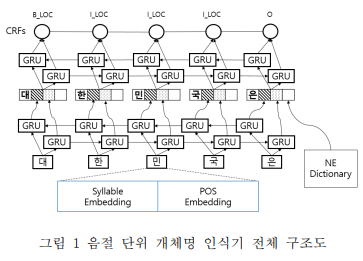 B_LOC I_LOC I_LOC I_LOC O
CRFs
GRU GRU GRU GRU GRU
GRU GRU GRU GRU GRU
대 한 민 국 은
GRU GRU GRU GRU GRU
GRU GRU GRU GRU GRU
대 한 민 국 은
NE
Dictionary
Syllable
Embedding
POS
Embedding
그림 1 음절 단위 개체명 인식기 전체 구조도